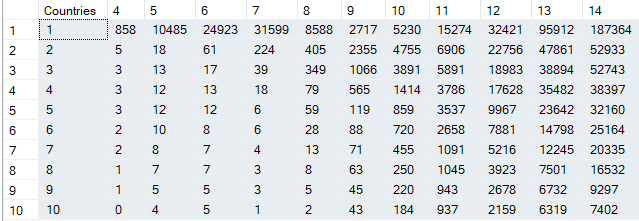 Countries 4 5 6 7 8 9 10 11 12 13 14
1 1 858 10485 24923 31599 8588 2717 5230 15274 32421 95912 187364
2 2 5 18 61 224 405 2355 4755 6906 22756 47861 52933
3 3 3 13 17 39 349 1066 3891 5891 18983 38894 52743
4 4 3 12 13 18 79 565 1414 3786 17628 35482 38397
5 5 3 12 12 6 59 119 859 3537 9967 23642 32160
6 6 2 10 8 6 28 88 720 2658 7881 14798 25164
7 7 2 8 7 4 13 71 455 1091 5216 12245 20335
8 8 1 7 7 3 8 63 250 1045 3923 7501 16532
9 9 1 5 5 3 5 45 220 943 2678 6732 9297
10 10 0 4 5 1 2 43 184 937 2159 6319 7402